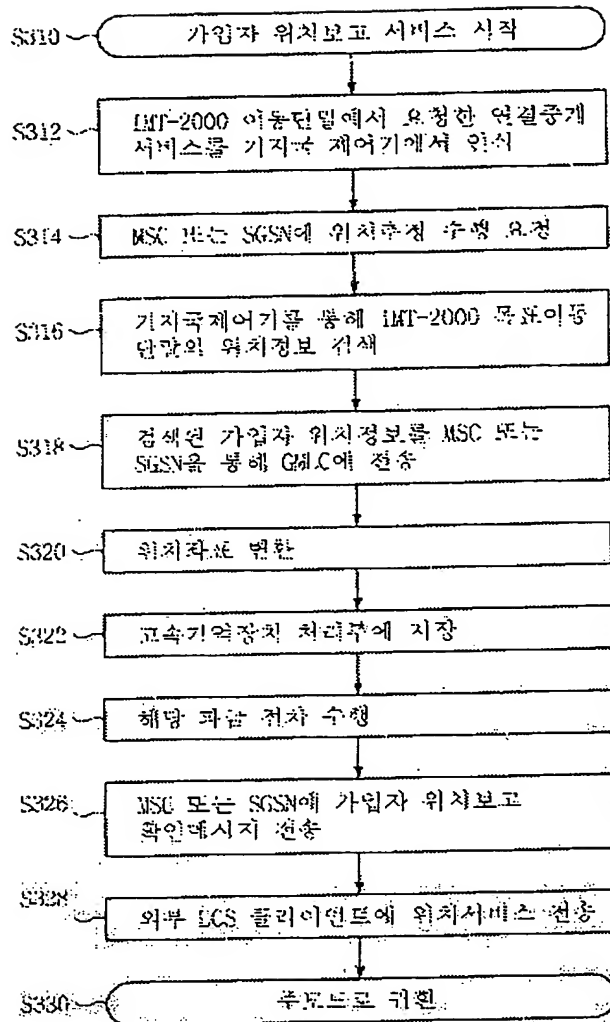 S310
가입자 위치보고 서비스 시작
S312
IMT-2000 이동단말에서 요청한 연결중계
서비스를 기지국 제어기에서 인식
S314
MSC 또는 SGSN에 위치측정 수행 요청
S316
기지국제어기를 통해 IMT-2000 목표이동
단말의 위치정보 검색
S318
검색된 가입자 위치정보를 MSC 또는
SGSN을 통해 GMLC에 전송
S320
위치좌표 변환
S322
고속기억장치 처리부에 저장
S324
해당 과금 절차 수행
S326
MSC 또는 SGSN에 가입자 위치보고
확인메시지 전송
S328
외부 LCS 클라이언트에 위치서비스 전송
S330
주모드로 귀환